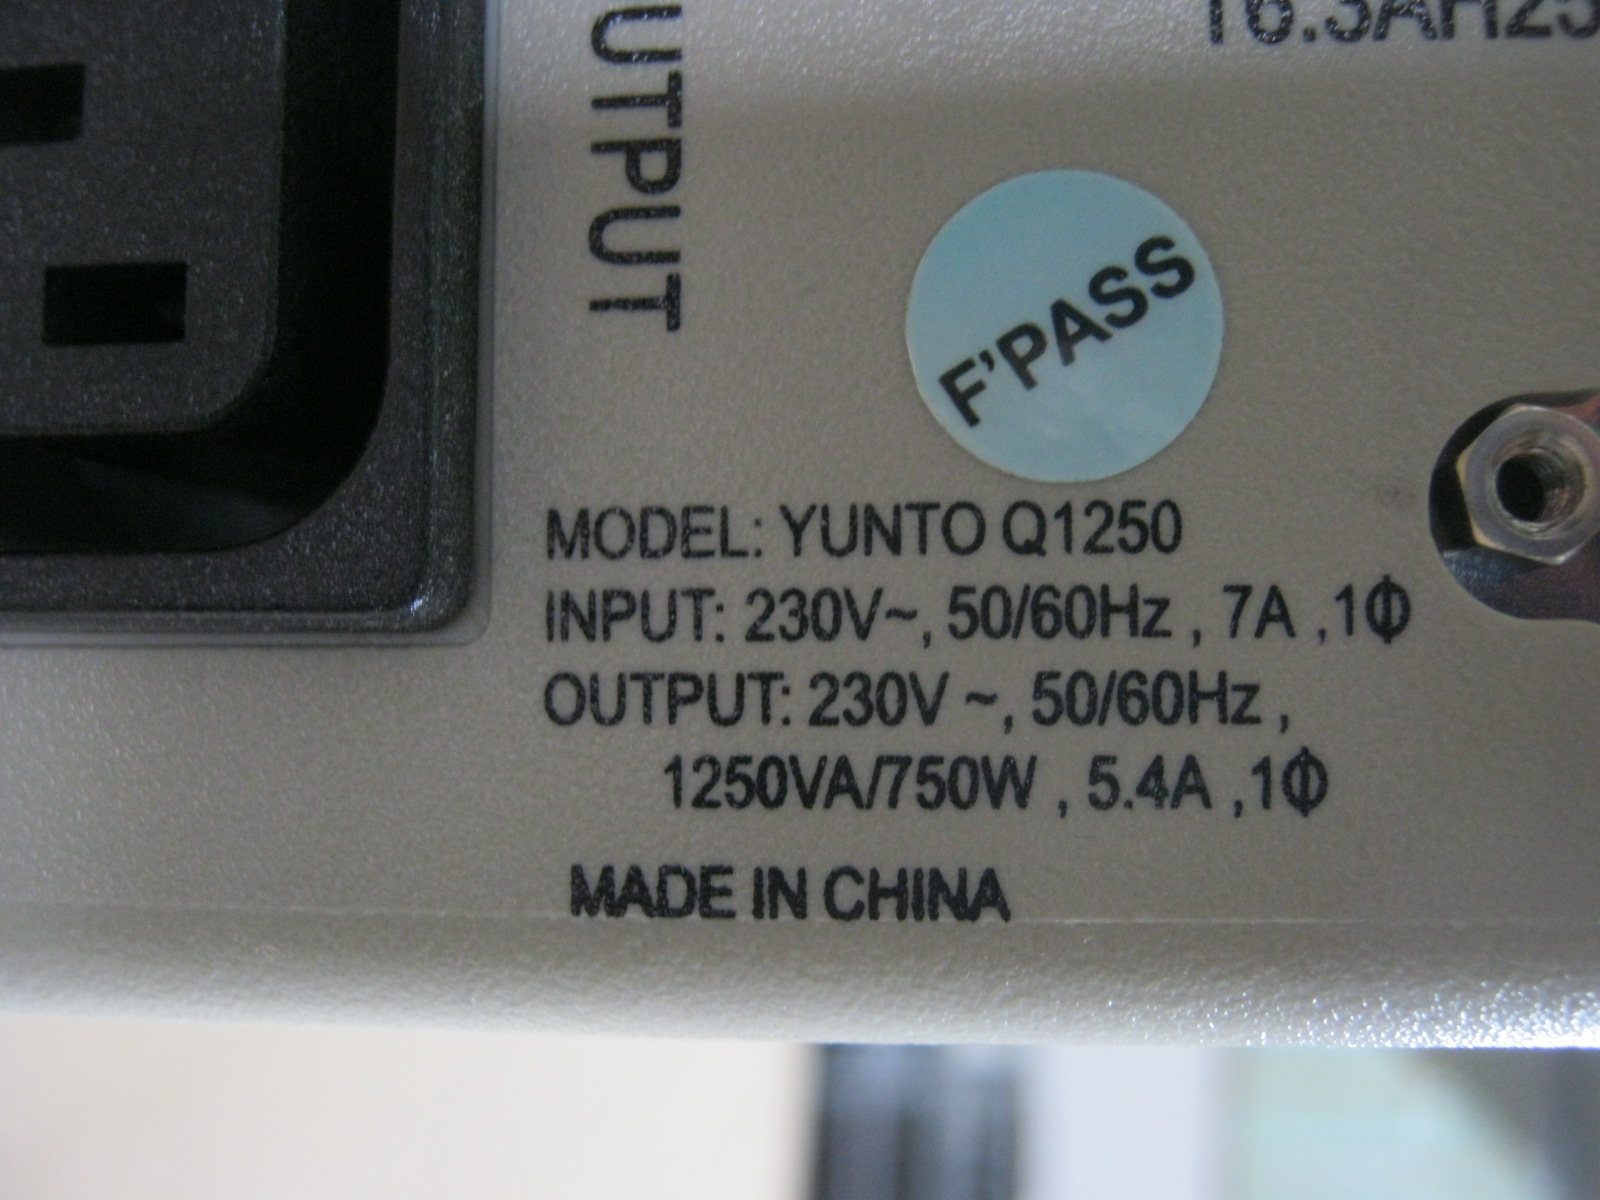 UTPUT
F'PASS
MODEL: YUNTO Q1250
INPUT: 230V~, 50/60Hz , 7A ,1Φ
OUTPUT: 230V ~, 50/60Hz ,
1250VA/750W , 5.4A ,1Φ
MADE IN CHINA